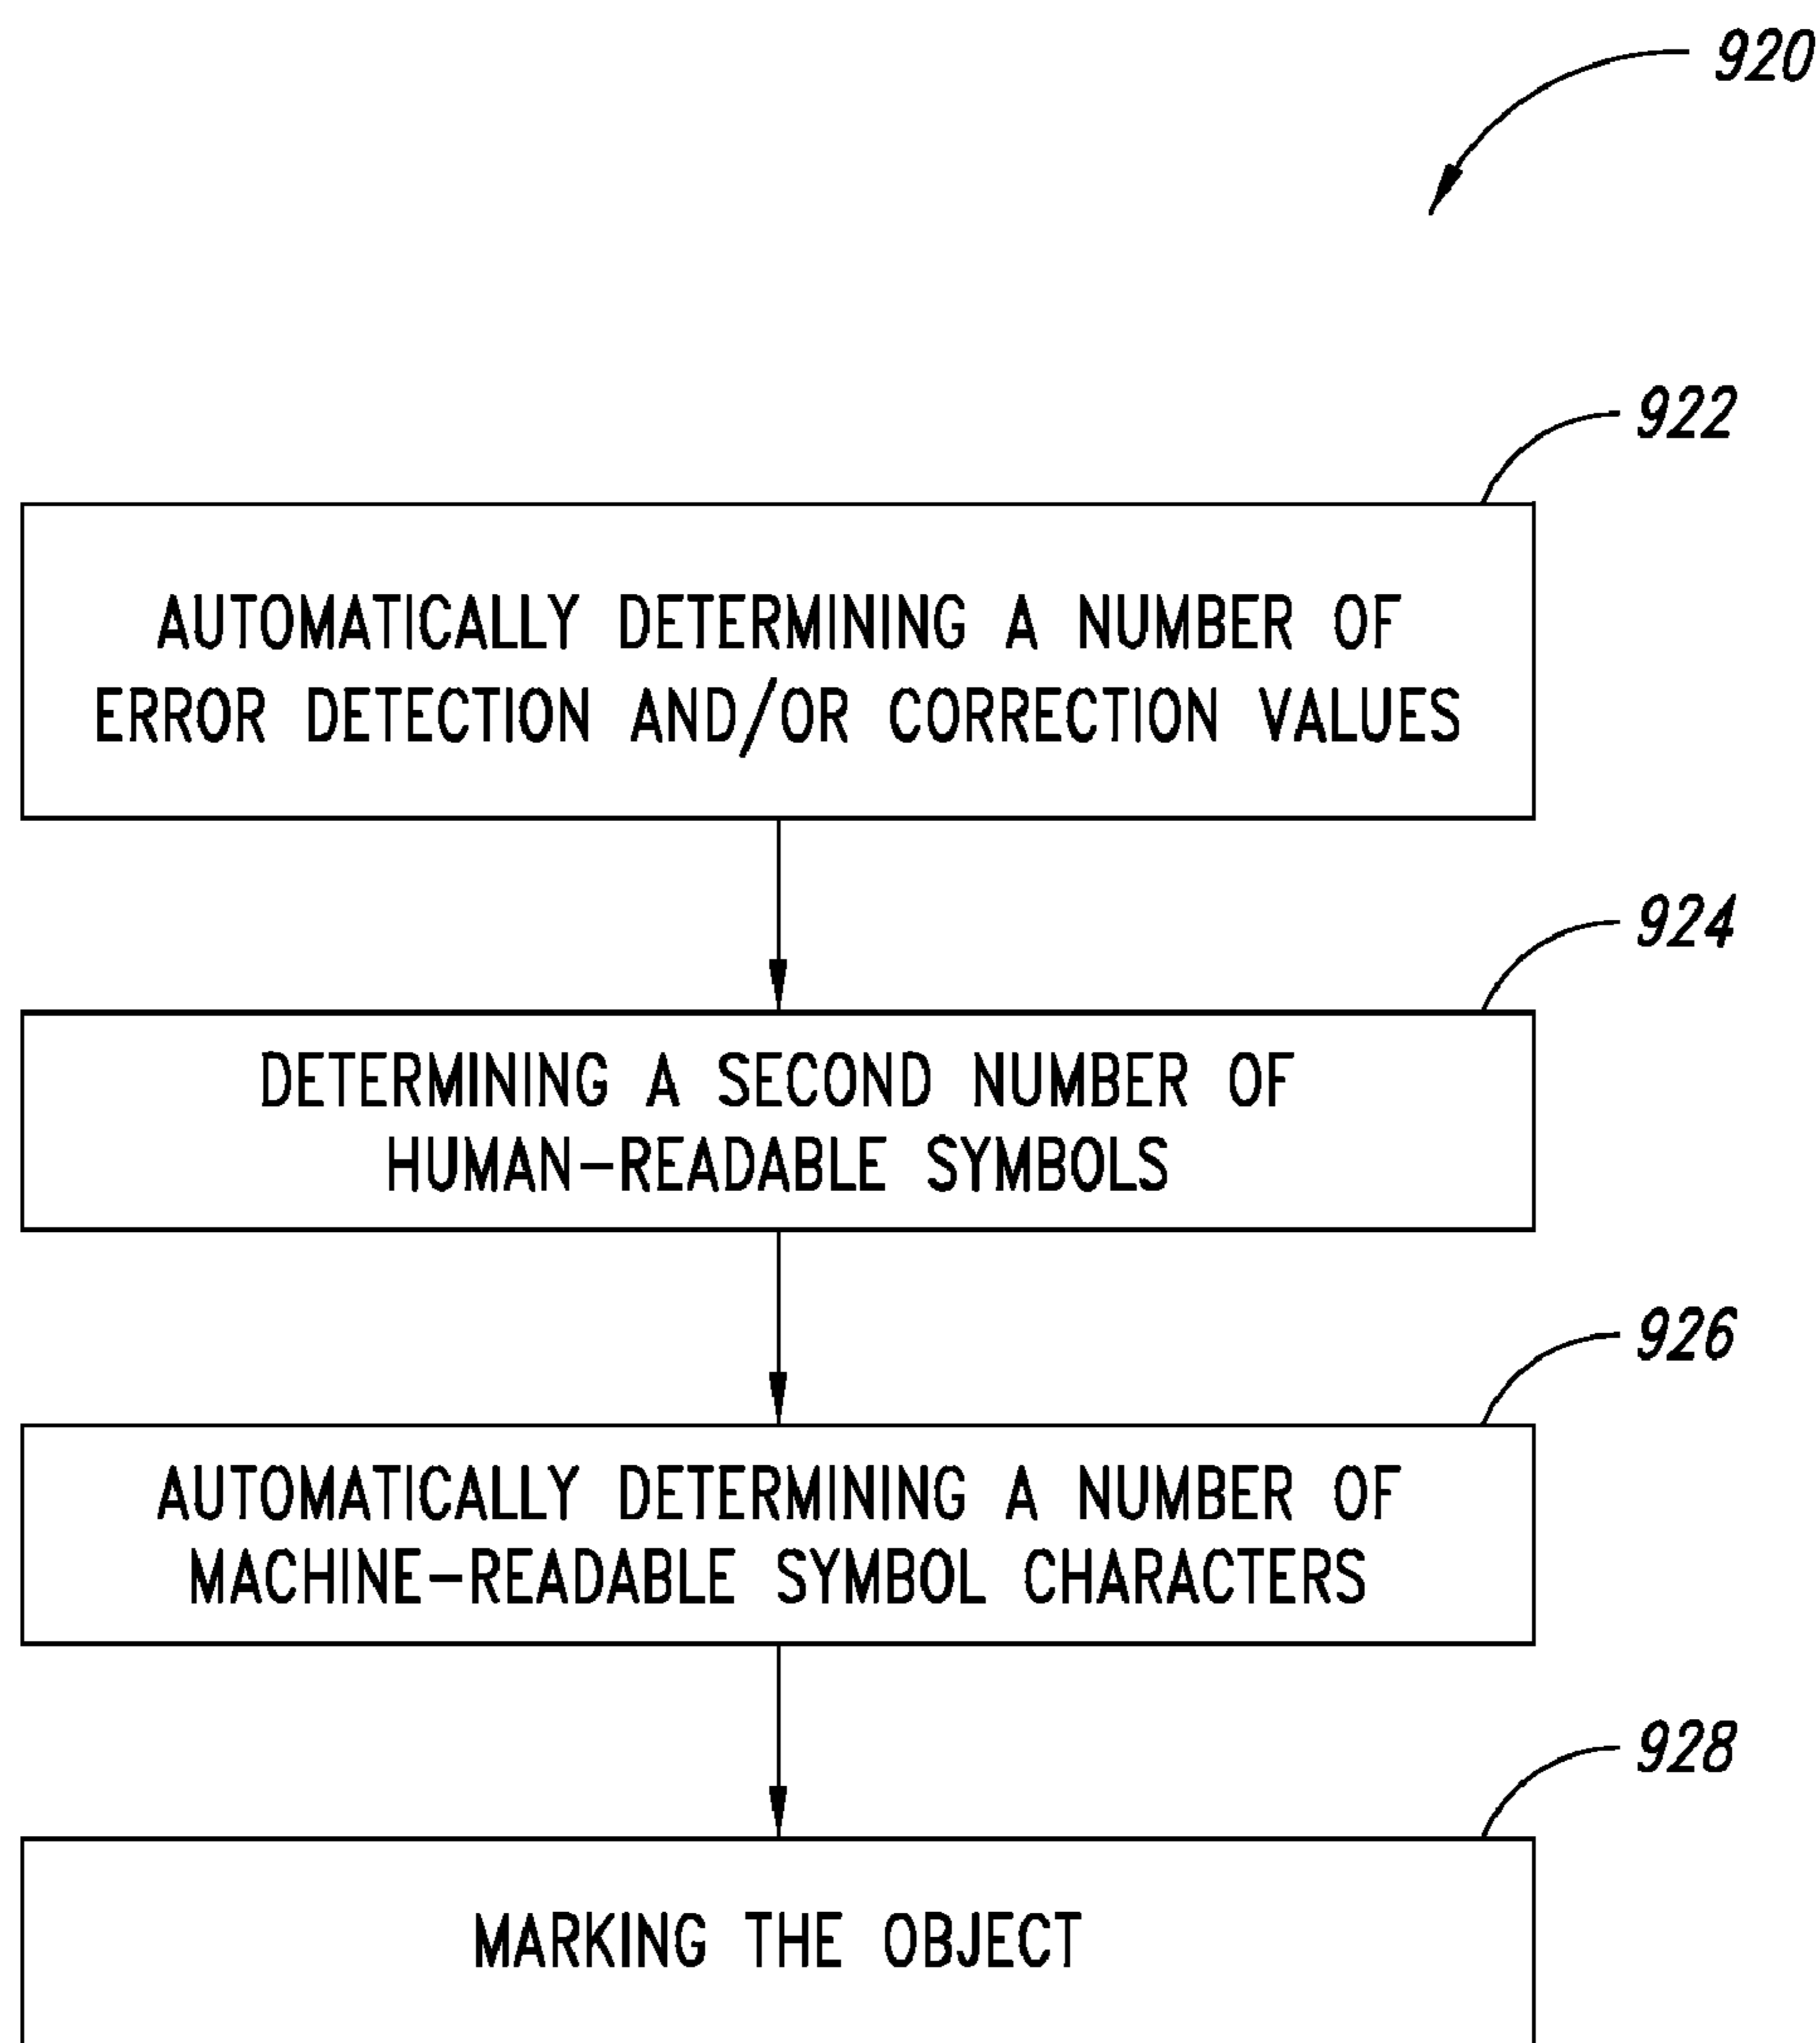 920
922
AUTOMATICALLY DETERMINING A NUMBER OF
ERROR DETECTION AND/OR CORRECTION VALUES
924
DETERMINING A SECOND NUMBER OF
HUMAN-READABLE SYMBOLS
926
AUTOMATICALLY DETERMINING A NUMBER OF
MACHINE-READABLE SYMBOL CHARACTERS
928
MARKING THE OBJECT